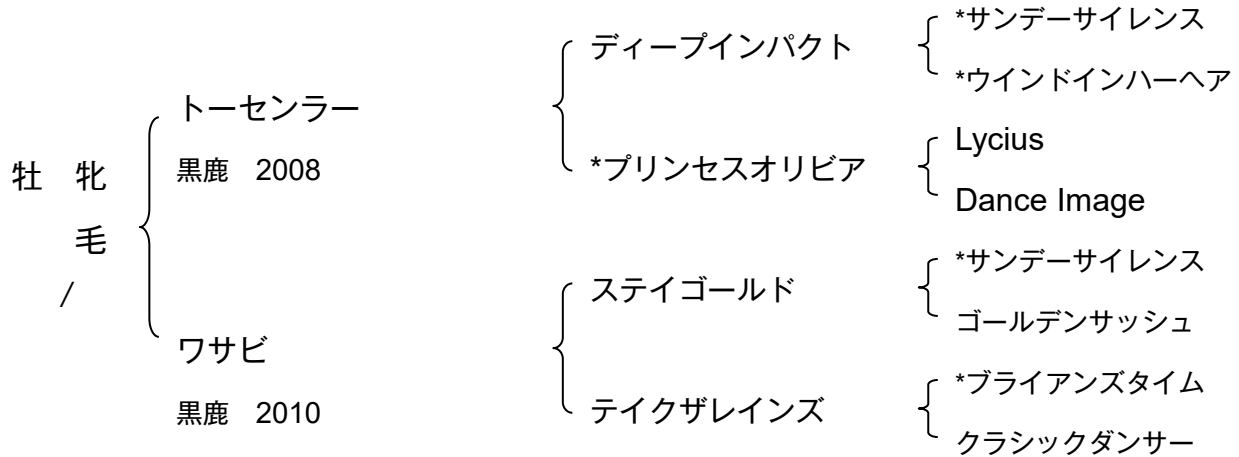 牡　牝
毛
/
トーセンラー
黒鹿　2008
ワサビ
黒鹿　2010
ディープインパクト
*プリンセスオリビア
ステイゴールド
テイクザレインズ
*サンデーサイレンス
*ウインドインハーヘア
Lycius
Dance Image
*サンデーサイレンス
ゴールデンサッシュ
*ブライアンズタイム
クラシックダンサー